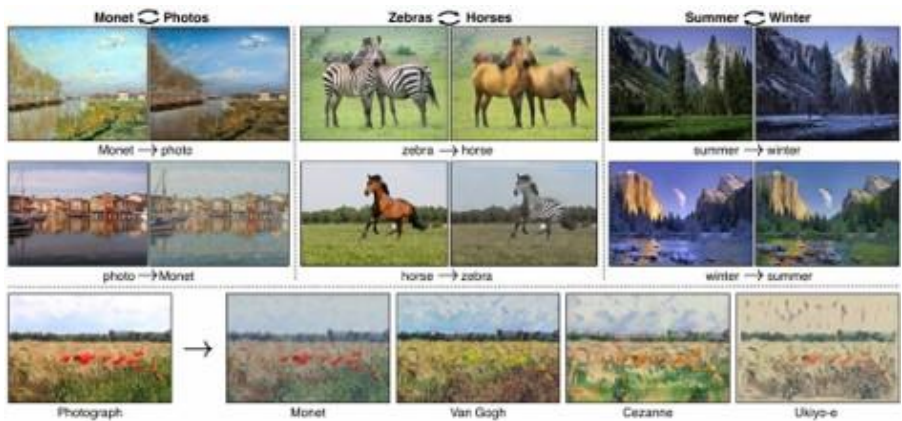 Monet Photos
Zebras Horses
Summer Winter
Monet → photo
zebra → horse
summer → winter
photo → Monet
horse → zebra
winter → summer
Photograph
Monet
Van Gogh
Cezanne
Ukiyo-e